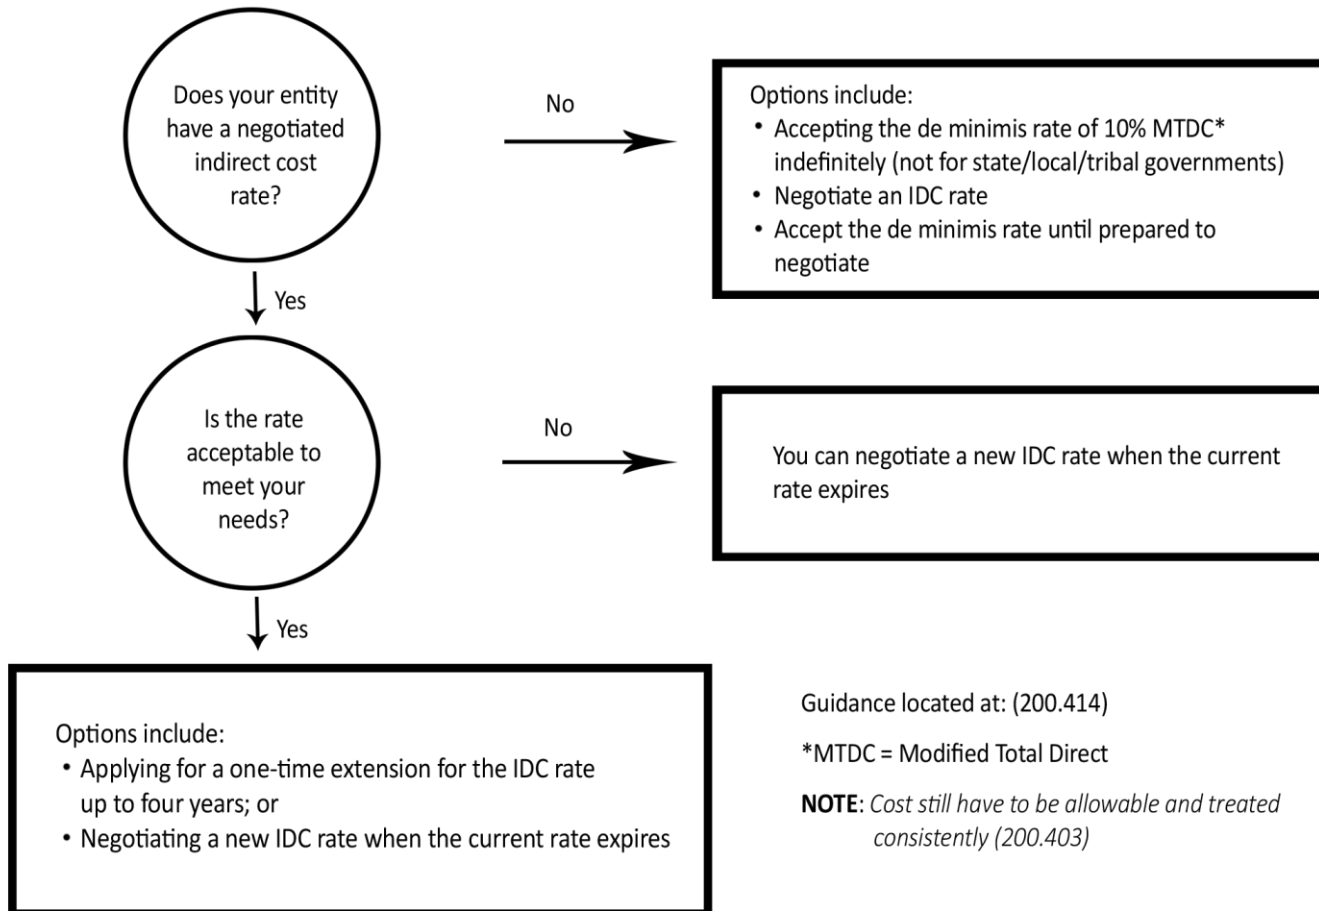 Does your entity
have a negotiated
indirect cost
rate?
No
Options include:
• Accepting the de minimis rate of 10% MTDC*
indefinitely (not for state/local/tribal governments)
• Negotiate an IDC rate
• Accept the de minimis rate until prepared to
negotiate
Yes
Is the rate
acceptable to
meet your
needs?
No
You can negotiate a new IDC rate when the current
rate expires
Yes
Options include:
• Applying for a one-time extension for the IDC rate
up to four years; or
• Negotiating a new IDC rate when the current rate expires
Guidance located at: (200.414)
*MTDC = Modified Total Direct
NOTE: Cost still have to be allowable and treated
consistently (200.403)